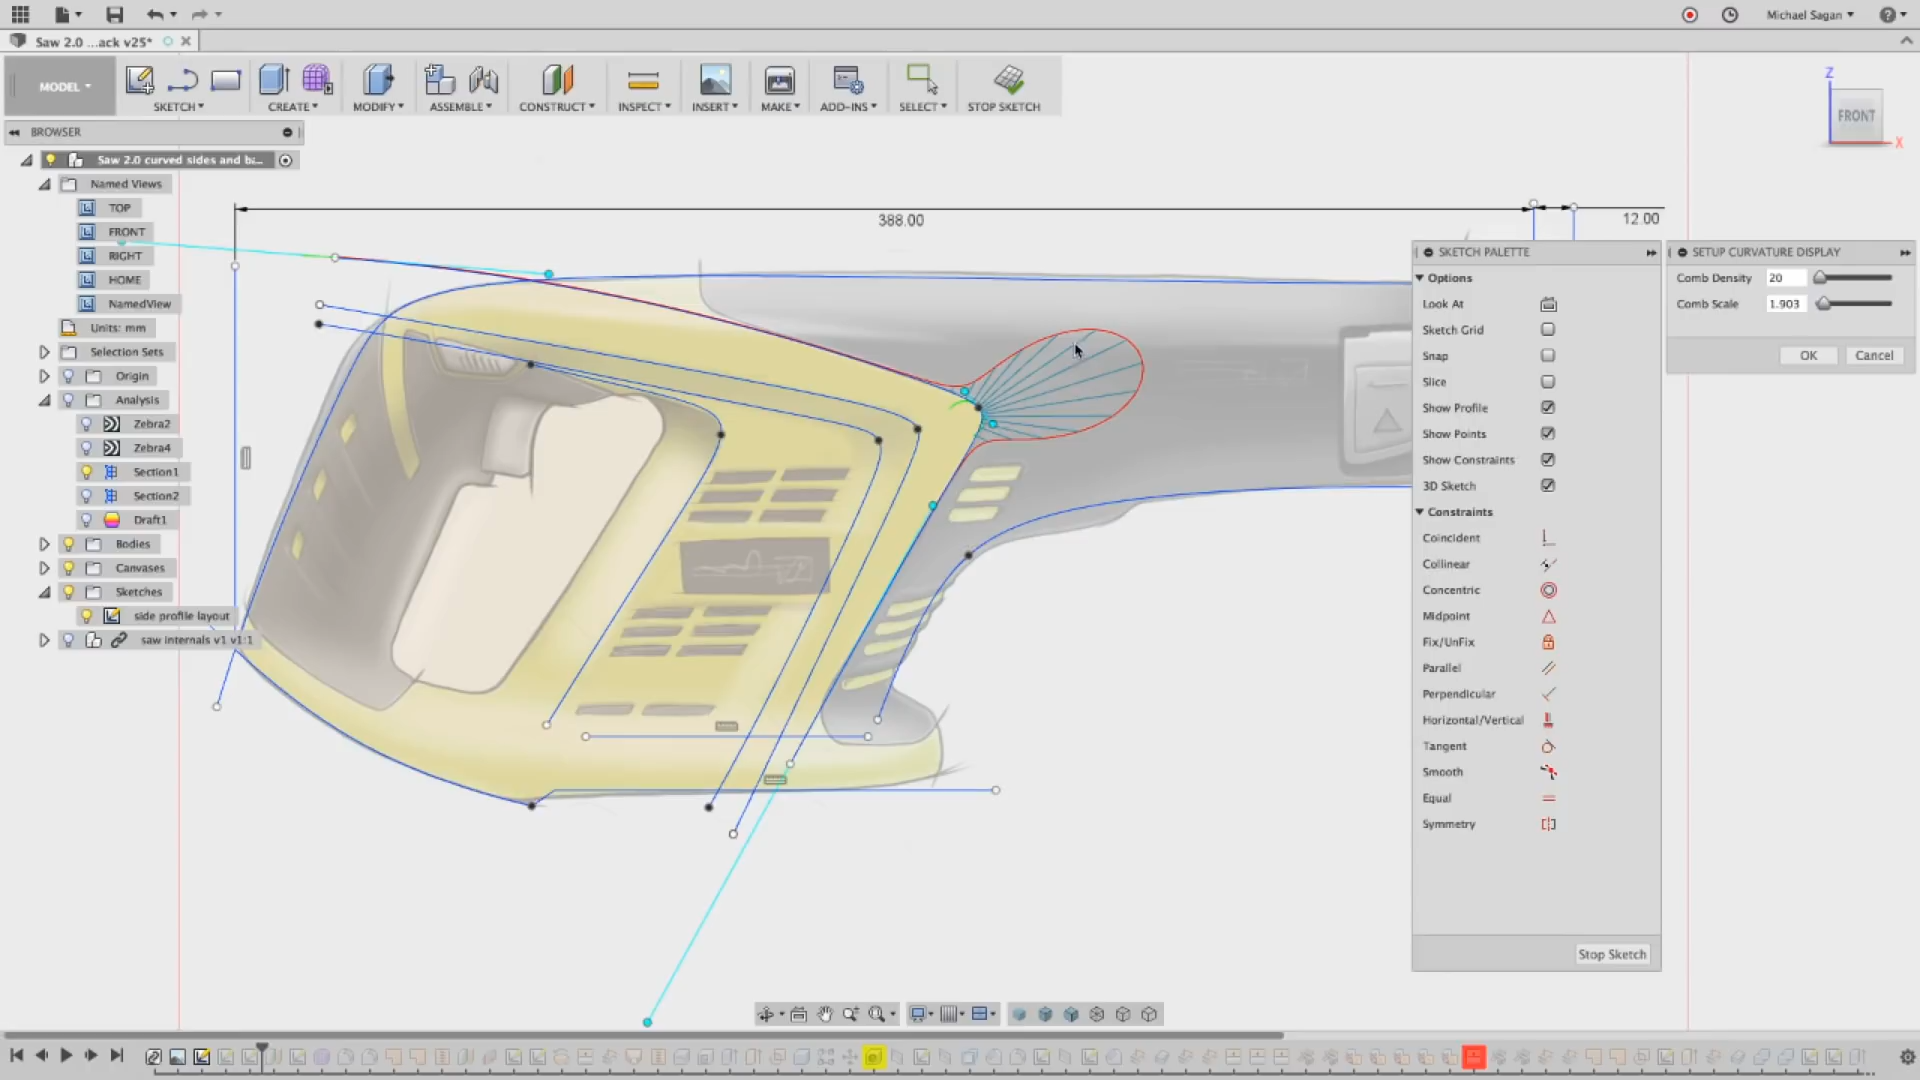 Michael Sagan
Saw 2.0 ...ack v25*
MODEL
SKETCH
CREATE
MODIFY
ASSEMBLE
CONSTRUCT
INSPECT
INSERT
MAKE
ADD-INS
SELECT
STOP SKETCH
Z
FRONT
X
BROWSER
Saw 2.0 curved sides and ba...
Named Views
TOP
FRONT
RIGHT
HOME
NamedView
Units: mm
Selection Sets
Origin
Analysis
Zebra2
Zebra4
Section1
Section2
Draft1
Bodies
Canvases
Sketches
side profile layout
saw internals v1 v1:1
388.00
12.00
SKETCH PALETTE
Options
Look At
Sketch Grid
Snap
Slice
Show Profile
Show Points
Show Constraints
3D Sketch
Constraints
Coincident
Collinear
Concentric
Midpoint
Fix/UnFix
Parallel
Perpendicular
Horizontal/Vertical
Tangent
Smooth
Equal
Symmetry
Stop Sketch
SETUP CURVATURE DISPLAY
Comb Density 20
Comb Scale 1.903
OK Cancel